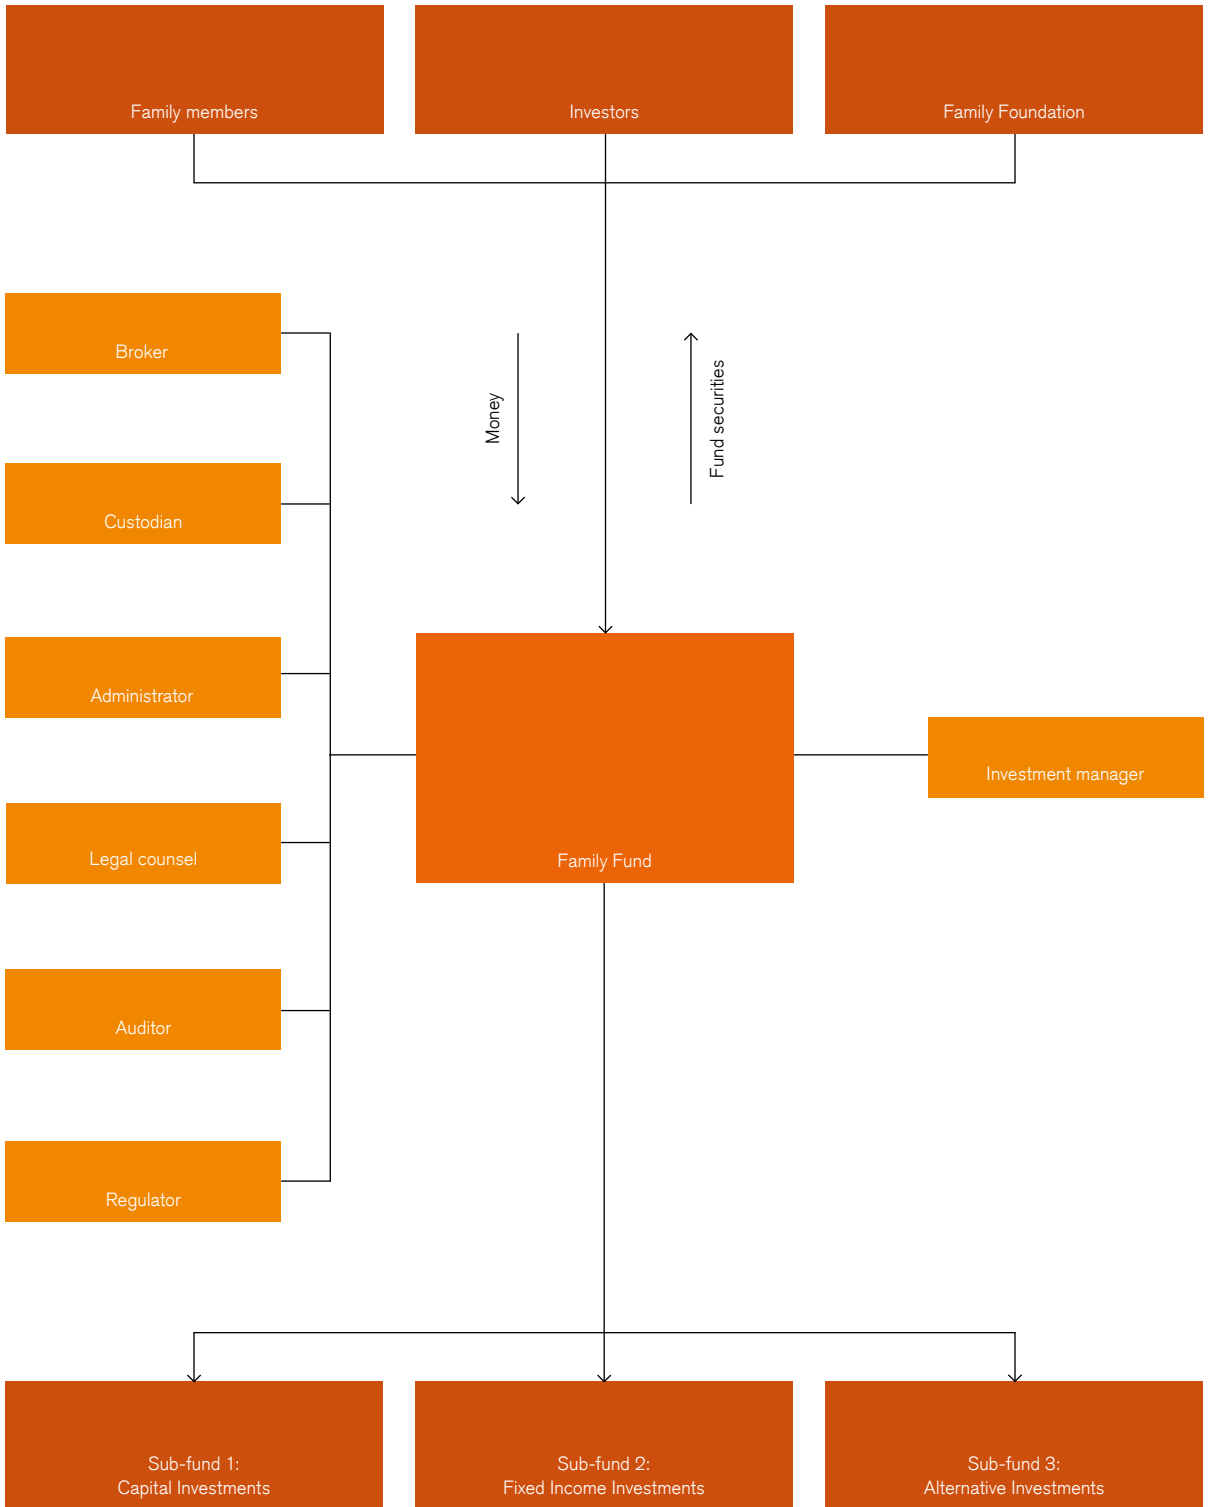 Family members
Investors
Family Foundation
Broker
Money
Fund securities
Custodian
Administrator
Investment manager
Legal counsel
Family Fund
Auditor
Regulator
Sub-fund 1:
Capital Investments
Sub-fund 2:
Fixed Income Investments
Sub-fund 3:
Alternative Investments